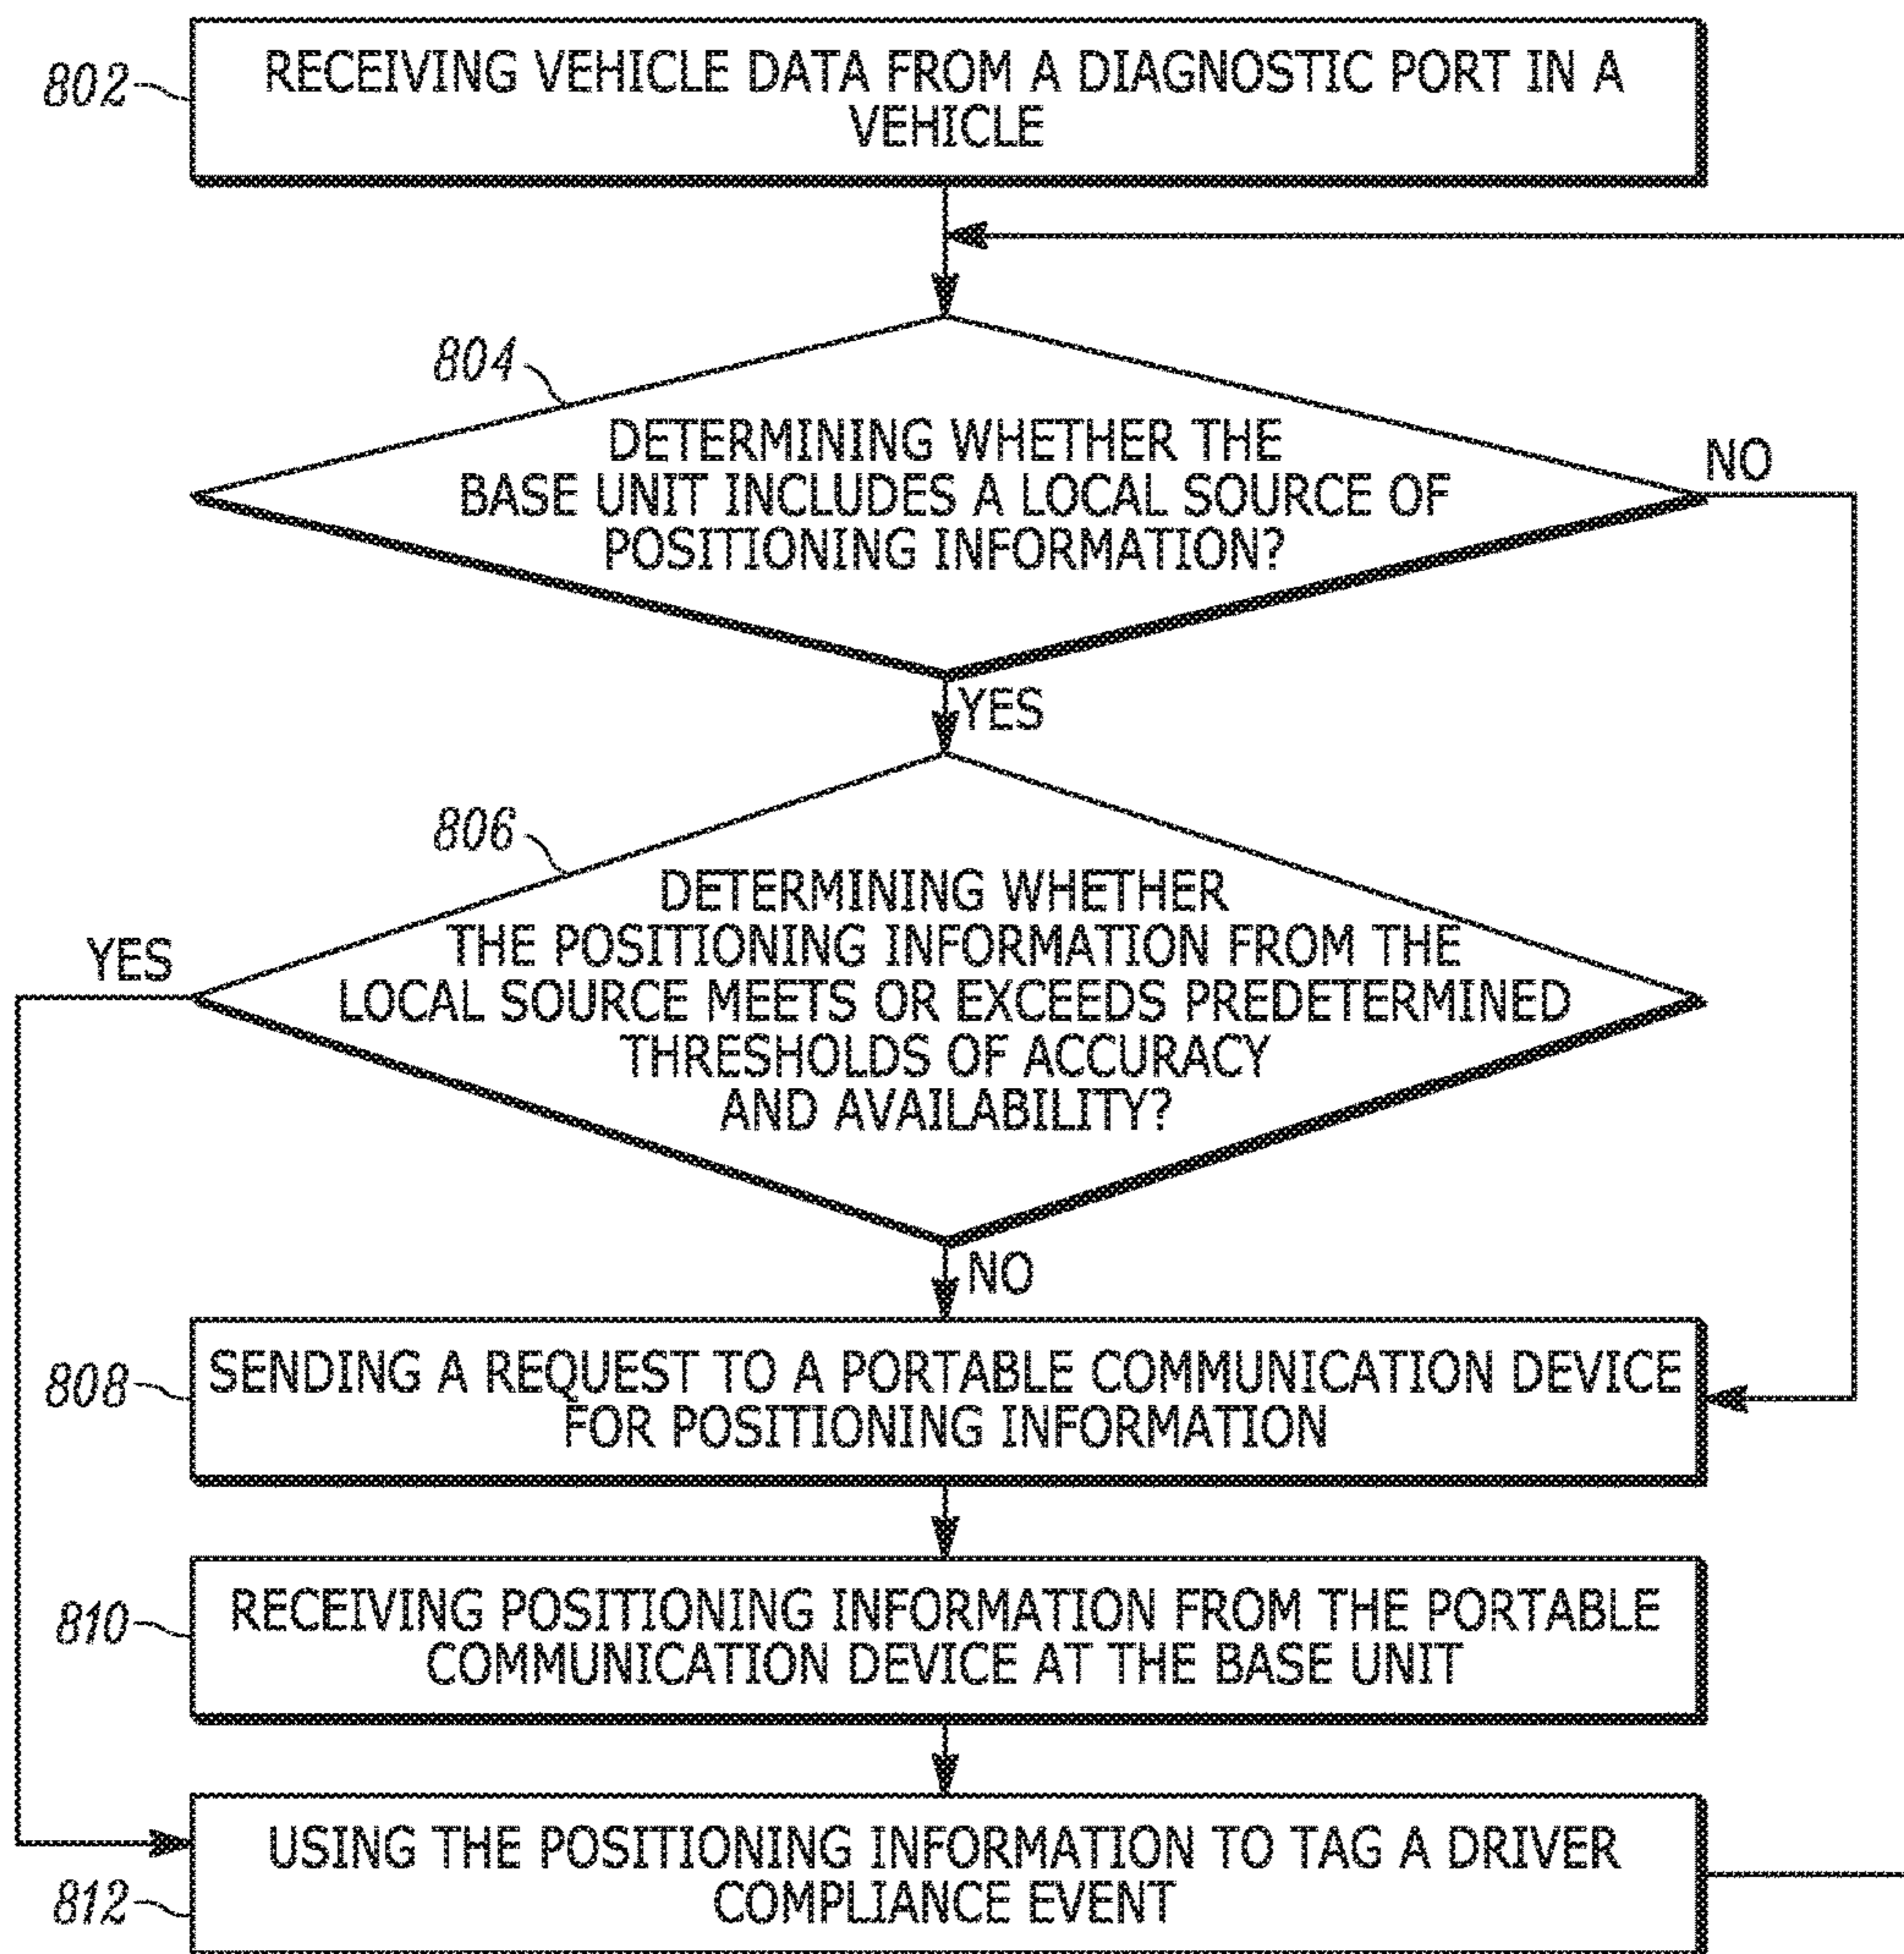 802
RECEIVING VEHICLE DATA FROM A DIAGNOSTIC PORT IN A
VEHICLE
804
DETERMINING WHETHER THE
BASE UNIT INCLUDES A LOCAL SOURCE OF
POSITIONING INFORMATION?
NO
YES
806
DETERMINING WHETHER
THE POSITIONING INFORMATION FROM THE
LOCAL SOURCE MEETS OR EXCEEDS PREDETERMINED
THRESHOLDS OF ACCURACY
AND AVAILABILITY?
YES
NO
808
SENDING A REQUEST TO A PORTABLE COMMUNICATION DEVICE
FOR POSITIONING INFORMATION
810
RECEIVING POSITIONING INFORMATION FROM THE PORTABLE
COMMUNICATION DEVICE AT THE BASE UNIT
812
USING THE POSITIONING INFORMATION TO TAG A DRIVER
COMPLIANCE EVENT